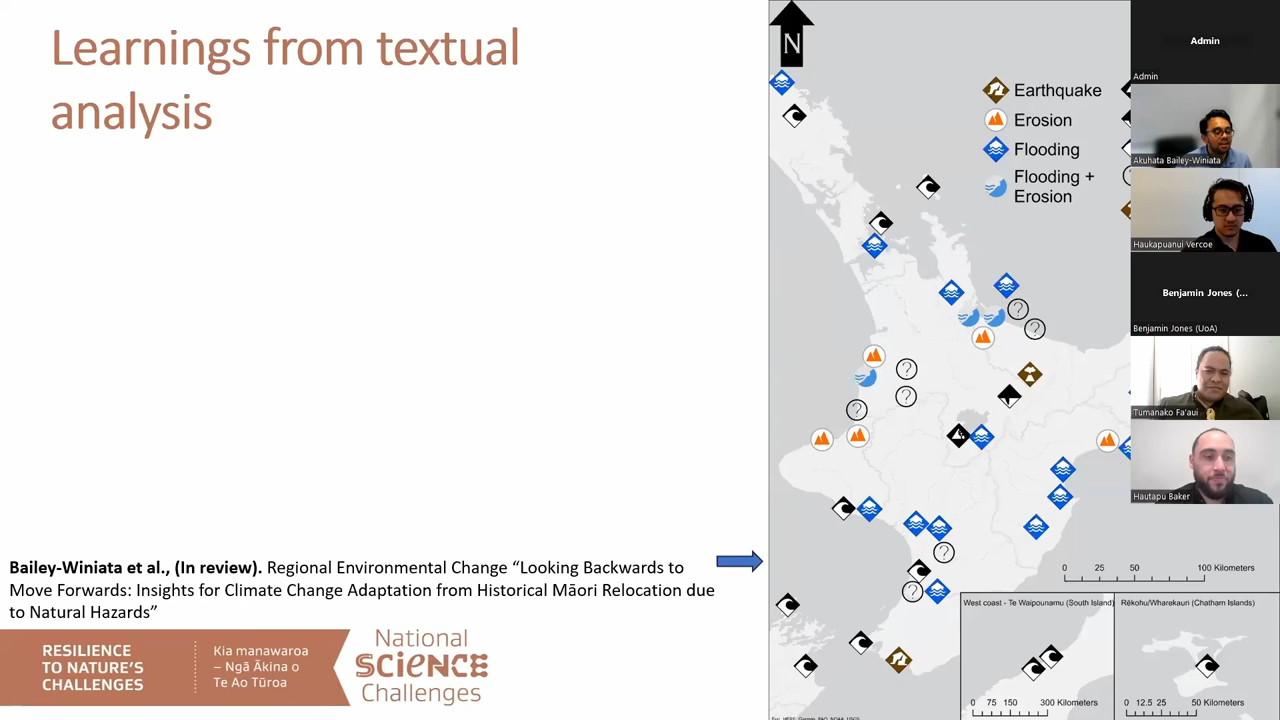 Learnings from textual
analysis
N
Earthquake
Erosion
Flooding
Flooding +
Erosion
Admin
Admin
Akuhata Bailey-Winiata
Haukapuanui Vercoe
Benjamin Jones (...
Benjamin Jones (UoA)
Tumanako Fa'aui
Hautapu Baker
?
?
?
?
?
?
?
Bailey-Winiata et al., (In review). Regional Environmental Change “Looking Backwards to
Move Forwards: Insights for Climate Change Adaptation from Historical Māori Relocation due
to Natural Hazards”
0 25 50 100 Kilometers
West coast - Te Waipounamu (South Island)
Rēkohu/Wharekauri (Chatham Islands)
0 75 150 300 Kilometers
0 12.5 25 50 Kilometers
RESILIENCE
TO NATURE'S
CHALLENGES
Kia manawaroa
– Ngā Ākina o
Te Ao Tūroa
National
SCIENCE
Challenges